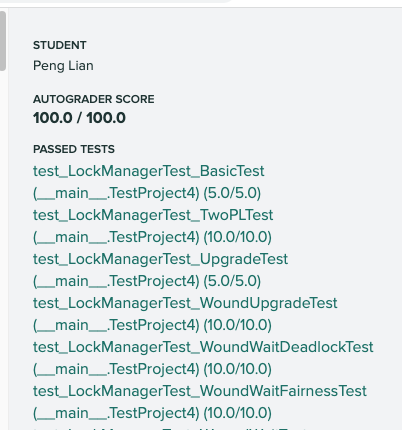 STUDENT
Peng Lian
AUTOGRADER SCORE
100.0 / 100.0
PASSED TESTS
test_LockManagerTest_BasicTest
(__main__.TestProject4) (5.0/5.0)
test_LockManagerTest_TwoPLTest
(__main__.TestProject4) (10.0/10.0)
test_LockManagerTest_UpgradeTest
(__main__.TestProject4) (5.0/5.0)
test_LockManagerTest_WoundUpgradeTest
(__main__.TestProject4) (10.0/10.0)
test_LockManagerTest_WoundWaitDeadlockTest
(__main__.TestProject4) (10.0/10.0)
test_LockManagerTest_WoundWaitFairnessTest
(__main__.TestProject4) (10.0/10.0)